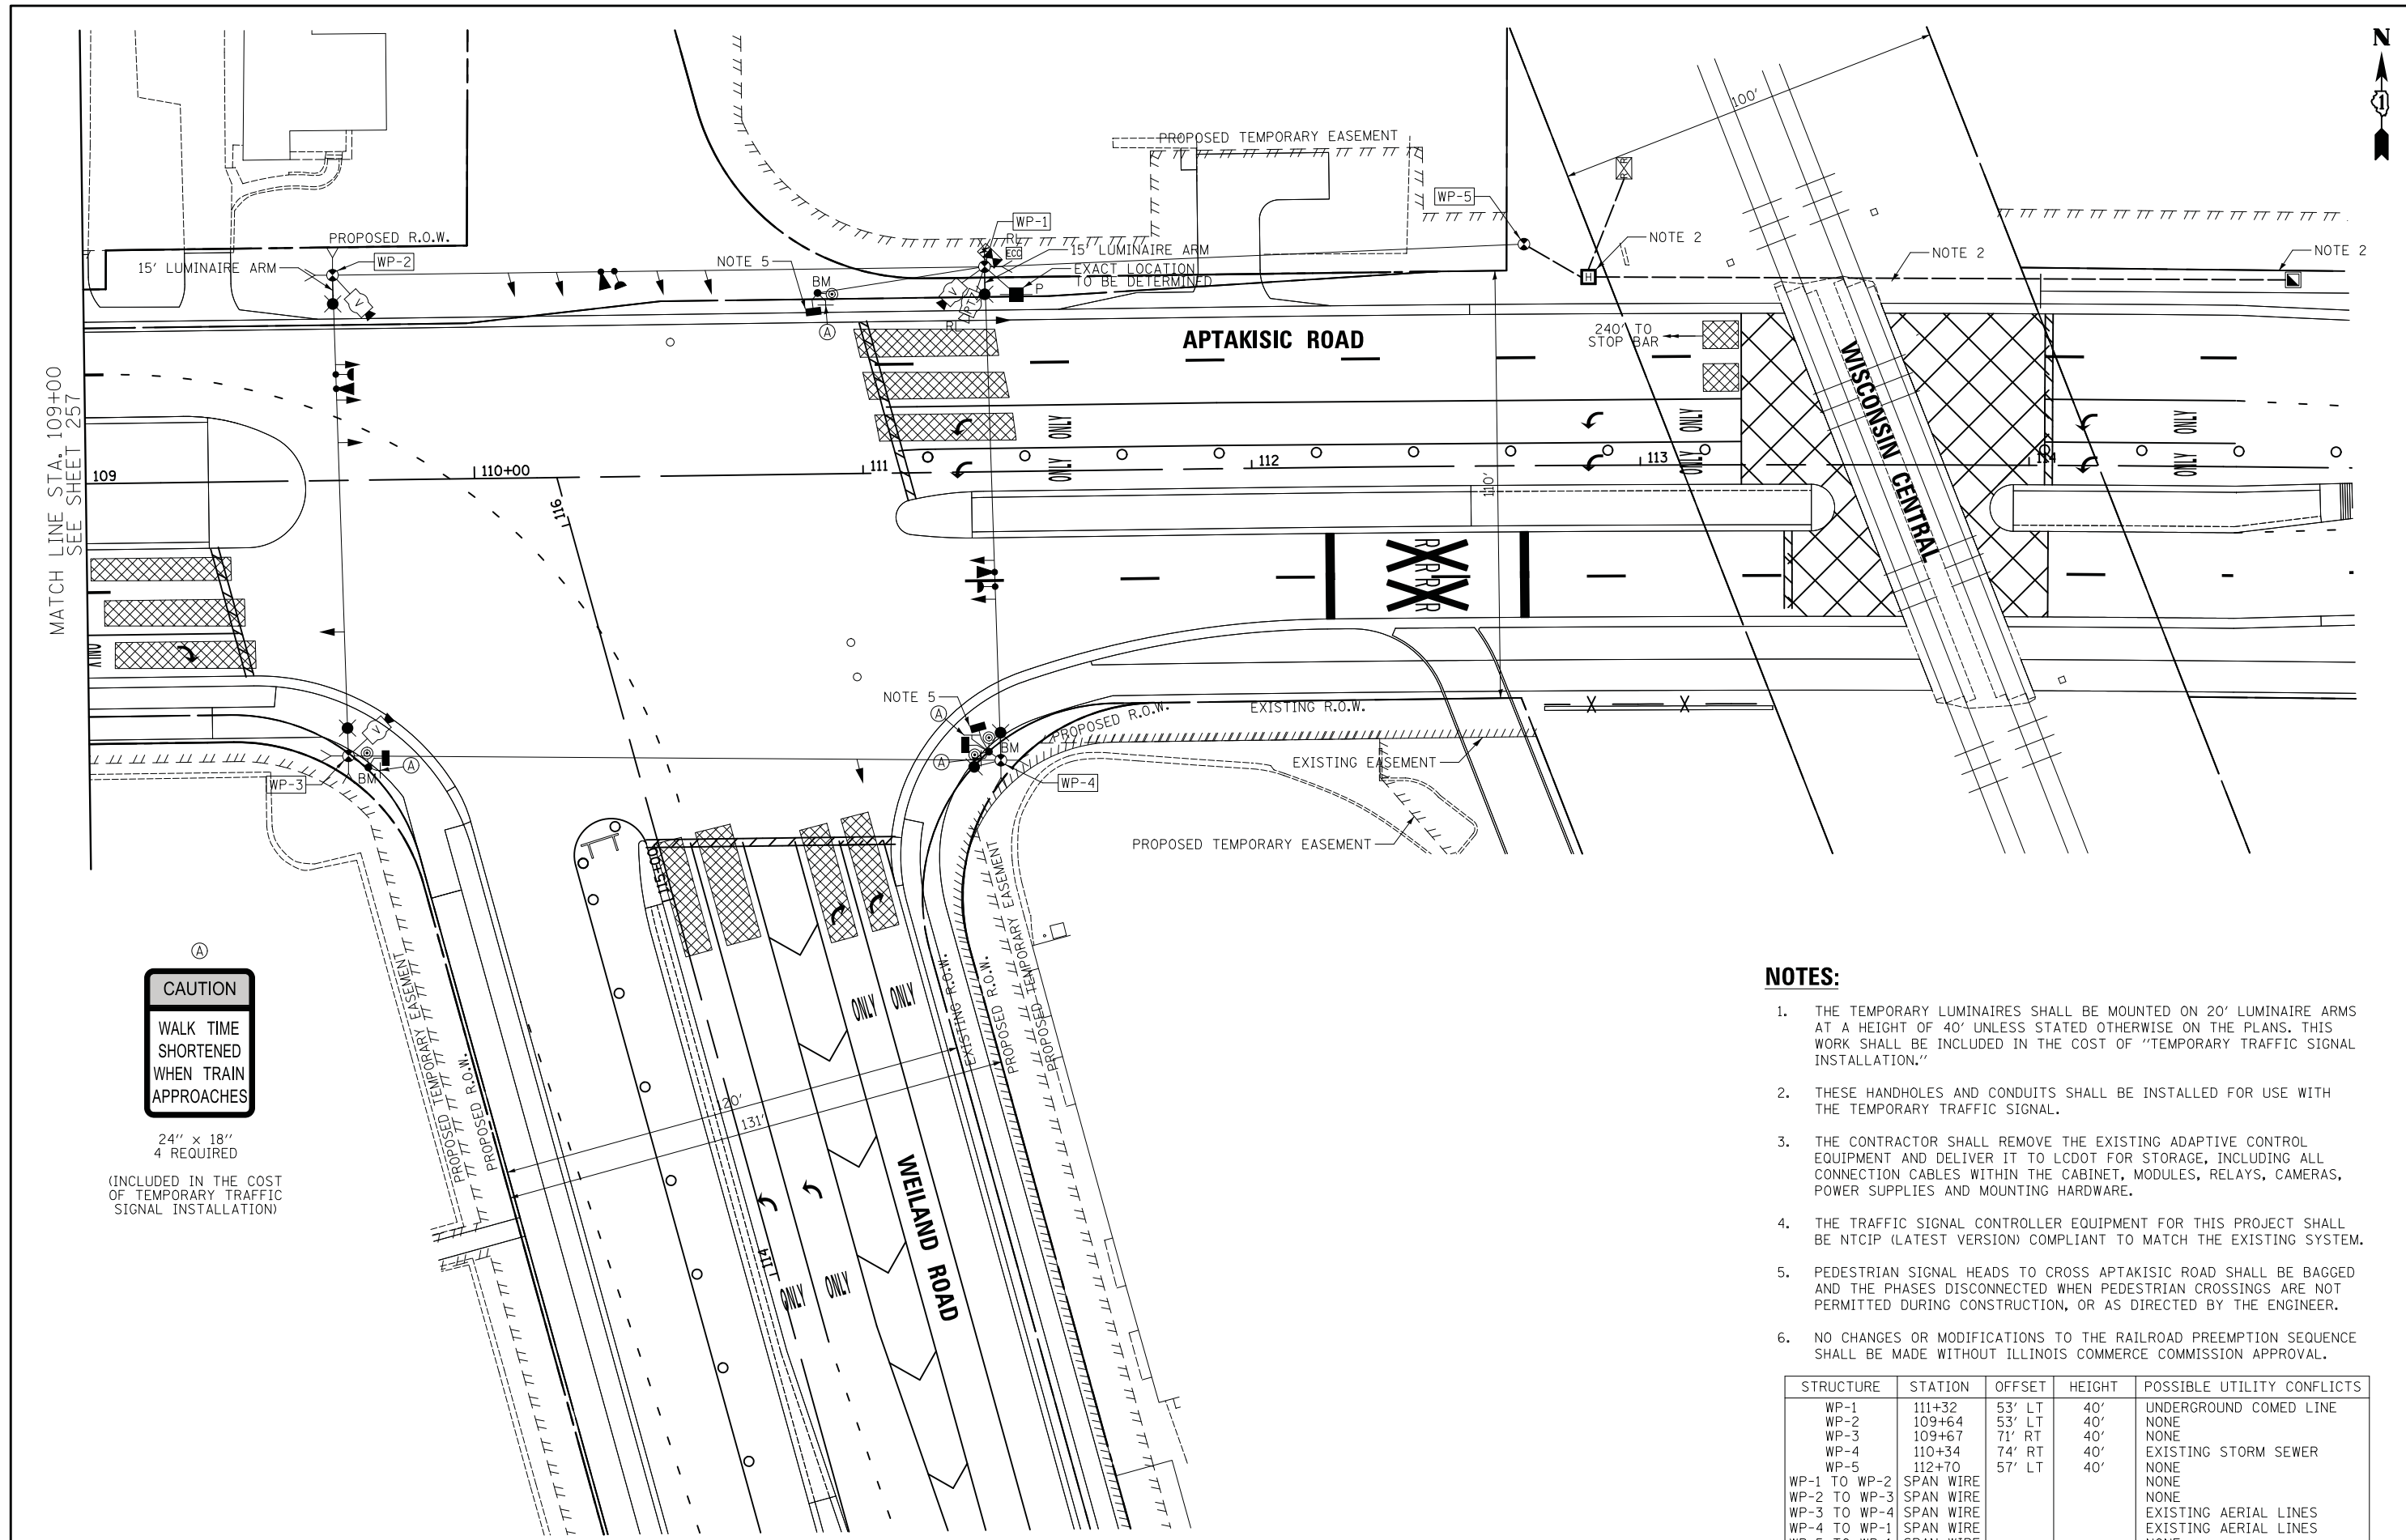 N
1
100'
PROPOSED TEMPORARY EASEMENT
WP-5
WP-1
RL
ECC
PROPOSED R.O.W.
15' LUMINAIRE ARM
WP-2
NOTE 5
15' LUMINAIRE ARM
EXACT LOCATION
TO BE DETERMINED
NOTE 2
NOTE 2
NOTE 2
H
V
BM
V
PTZ
P
A
RL
APTAKISIC ROAD
240' TO
STOP BAR
WISCONSIN CENTRAL
MATCH LINE STA. 109+00
SEE SHEET 257
ONLY
ONLY
ONLY
ONLY
ONLY
ONLY
109
110+00
111
112
113
114
116
110'
R R
R R
ONLY
NOTE 5
A
BM
A
PROPOSED R.O.W.
EXISTING R.O.W.
EXISTING EASEMENT
V
A
BM
WP-3
WP-4
PROPOSED TEMPORARY EASEMENT
115+00
PROPOSED TEMPORARY EASEMENT
EXISTING R.O.W.
PROPOSED R.O.W.
PROPOSED TEMPORARY EASEMENT
PROPOSED R.O.W.
ONLY
ONLY
120'
131'
WEILAND ROAD
114
ONLY
ONLY
A
CAUTION
WALK TIME
SHORTENED
WHEN TRAIN
APPROACHES
24" x 18"
4 REQUIRED
(INCLUDED IN THE COST
OF TEMPORARY TRAFFIC
SIGNAL INSTALLATION)
NOTES:
1. THE TEMPORARY LUMINAIRES SHALL BE MOUNTED ON 20' LUMINAIRE ARMS
AT A HEIGHT OF 40' UNLESS STATED OTHERWISE ON THE PLANS. THIS
WORK SHALL BE INCLUDED IN THE COST OF "TEMPORARY TRAFFIC SIGNAL
INSTALLATION."
2. THESE HANDHOLES AND CONDUITS SHALL BE INSTALLED FOR USE WITH
THE TEMPORARY TRAFFIC SIGNAL.
3. THE CONTRACTOR SHALL REMOVE THE EXISTING ADAPTIVE CONTROL
EQUIPMENT AND DELIVER IT TO LCDOT FOR STORAGE, INCLUDING ALL
CONNECTION CABLES WITHIN THE CABINET, MODULES, RELAYS, CAMERAS,
POWER SUPPLIES AND MOUNTING HARDWARE.
4. THE TRAFFIC SIGNAL CONTROLLER EQUIPMENT FOR THIS PROJECT SHALL
BE NTCIP (LATEST VERSION) COMPLIANT TO MATCH THE EXISTING SYSTEM.
5. PEDESTRIAN SIGNAL HEADS TO CROSS APTAKISIC ROAD SHALL BE BAGGED
AND THE PHASES DISCONNECTED WHEN PEDESTRIAN CROSSINGS ARE NOT
PERMITTED DURING CONSTRUCTION, OR AS DIRECTED BY THE ENGINEER.
6. NO CHANGES OR MODIFICATIONS TO THE RAILROAD PREEMPTION SEQUENCE
SHALL BE MADE WITHOUT ILLINOIS COMMERCE COMMISSION APPROVAL.
STRUCTURE STATION OFFSET HEIGHT POSSIBLE UTILITY CONFLICTS
WP-1 111+32 53' LT 40' UNDERGROUND COMED LINE
WP-2 109+64 53' LT 40' NONE
WP-3 109+67 71' RT 40' NONE
WP-4 110+34 74' RT 40' EXISTING STORM SEWER
WP-5 112+70 57' LT 40' NONE
WP-1 TO WP-2 SPAN WIRE NONE
WP-2 TO WP-3 SPAN WIRE NONE
WP-3 TO WP-4 SPAN WIRE EXISTING AERIAL LINES
WP-4 TO WP-1 SPAN WIRE EXISTING AERIAL LINES